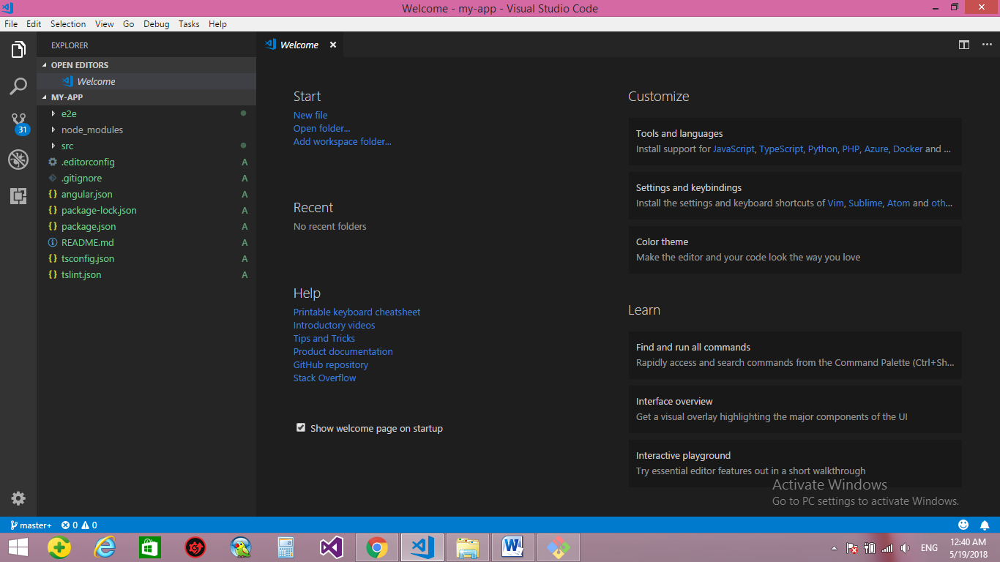 Welcome - my-app - Visual Studio Code
File Edit Selection View Go Debug Tasks Help
EXPLORER
OPEN EDITORS
Welcome
MY-APP
e2e
node_modules
src
.editorconfig A
.gitignore A
angular.json A
package-lock.json A
package.json A
README.md A
tsconfig.json A
tslint.json A
31
Welcome
Start
New file
Open folder...
Add workspace folder...
Recent
No recent folders
Help
Printable keyboard cheatsheet
Introductory videos
Tips and Tricks
Product documentation
GitHub repository
Stack Overflow
Show welcome page on startup
Customize
Tools and languages
Install support for JavaScript, TypeScript, Python, PHP, Azure, Docker and ...
Settings and keybindings
Install the settings and keyboard shortcuts of Vim, Sublime, Atom and oth...
Color theme
Make the editor and your code look the way you love
Learn
Find and run all commands
Rapidly access and search commands from the Command Palette (Ctrl+Sh...
Interface overview
Get a visual overlay highlighting the major components of the UI
Interactive playground
Try essential editor features out in a short walkthrough
Activate Windows
Go to PC settings to activate Windows.
master+ 0 0
ENG
12:40 AM
5/19/2018